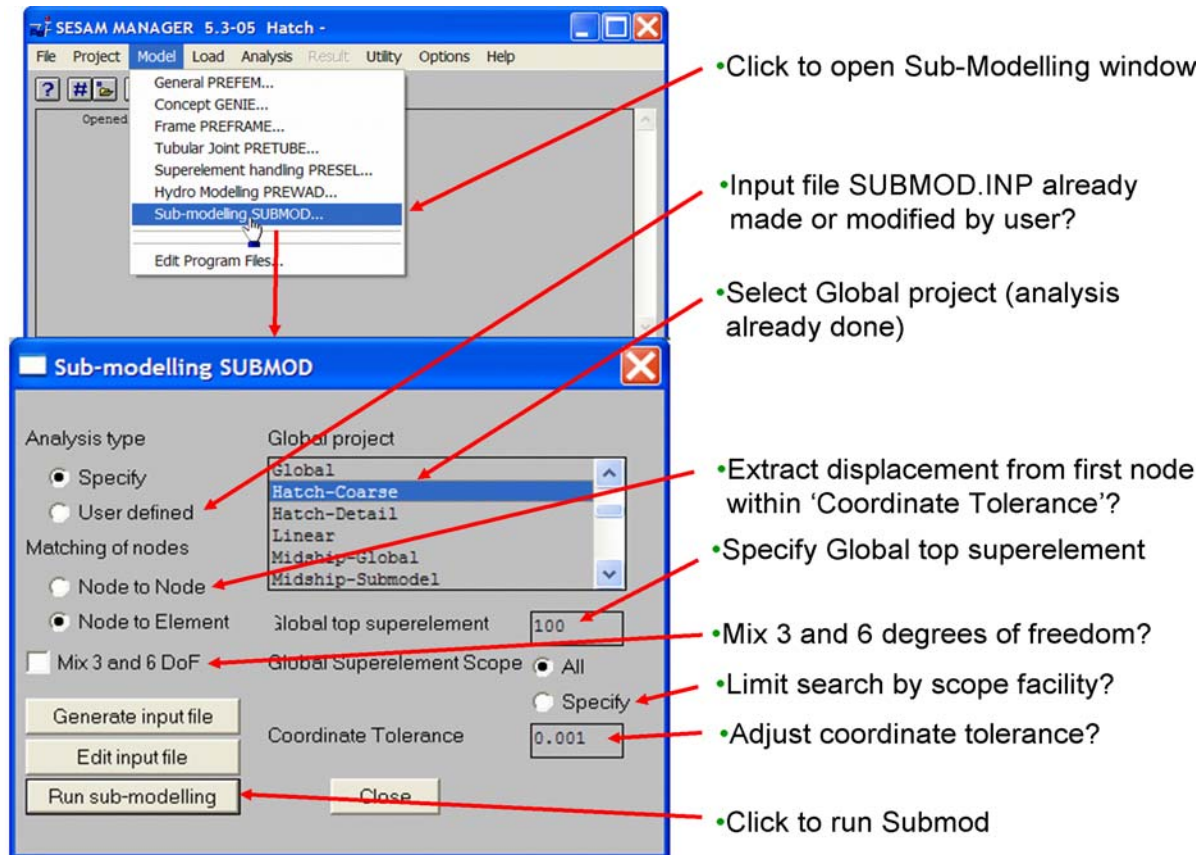 SESAM MANAGER 5.3-05 Hatch -
File Project Model Load Analysis Result Utility Options Help
? #
Opened
General PREFEM...
Concept GENIE...
Frame PREFRAME...
Tubular Joint PRETUBE...
Superelement handling PRESEL...
Hydro Modelling PREWAD...
Sub-modelling SUBMOD...
Edit Program Files...
•Click to open Sub-Modelling window
•Input file SUBMOD.INP already
made or modified by user?
•Select Global project (analysis
already done)
•Extract displacement from first node
within ‘Coordinate Tolerance’?
•Specify Global top superelement
•Mix 3 and 6 degrees of freedom?
•Limit search by scope facility?
•Adjust coordinate tolerance?
•Click to run Submod
Sub-modelling SUBMOD
Analysis type
Specify
User defined
Matching of nodes
Node to Node
Node to Element
Mix 3 and 6 DoF
Generate input file
Edit input file
Run sub-modelling
Global project
Global
Hatch-Coarse
Hatch-Detail
Linear
Midship-Global
Midship-Submodel
Global top superelement 100
Global Superelement Scope All
Specify
Coordinate Tolerance 0.001
Close